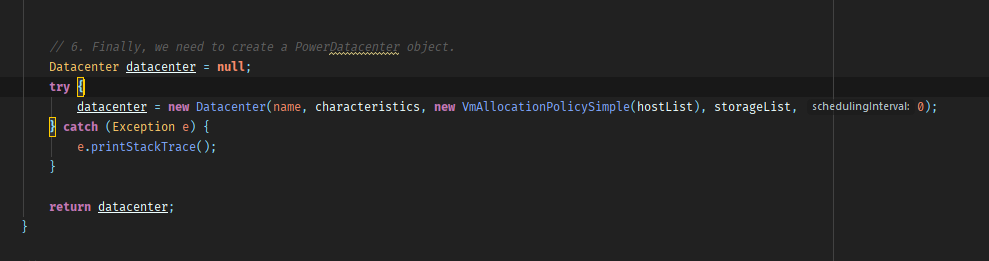 // 6. Finally, we need to create a PowerDatacenter object.
Datacenter datacenter = null;
try {
datacenter = new Datacenter(name, characteristics, new VmAllocationPolicySimple(hostList), storageList, schedulingInterval: 0);
} catch (Exception e) {
e.printStackTrace();
}
return datacenter;
}